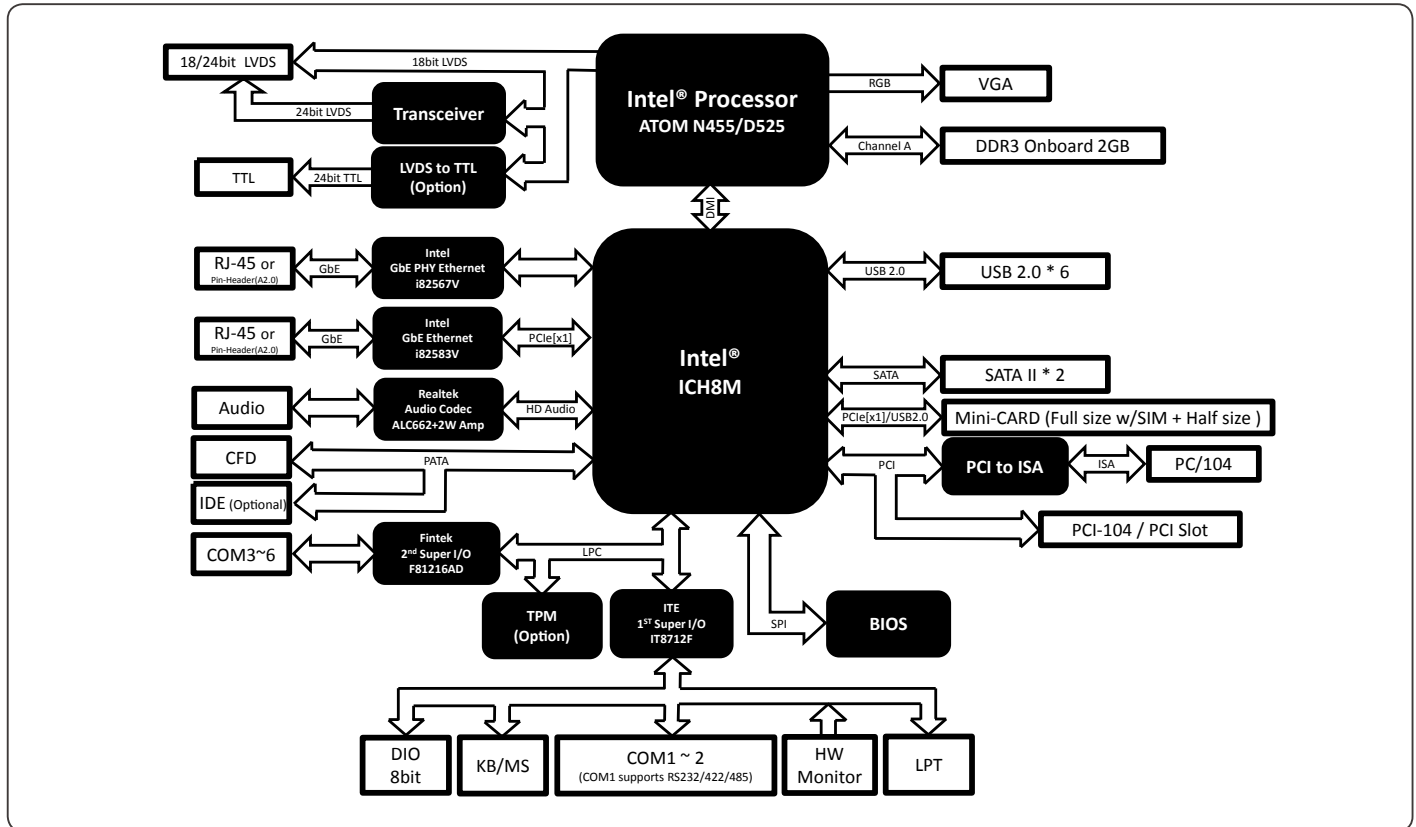 18/24bit LVDS
18bit LVDS
24bit LVDS
Transceiver
TTL
24bit TTL
LVDS to TTL
(Option)
Intel® Processor
ATOM N455/D525
RGB
VGA
Channel A
DDR3 Onboard 2GB
DMI
RJ-45 or
Pin-Header(A2.0)
GbE
Intel
GbE PHY Ethernet
i82567V
RJ-45 or
Pin-Header(A2.0)
GbE
Intel
GbE Ethernet
i82583V
PCIe[x1]
Audio
Realtek
Audio Codec
ALC662+2W Amp
HD Audio
CFD
PATA
IDE (Optional)
COM3~6
Fintek
2nd Super I/O
F81216AD
LPC
Intel®
ICH8M
USB 2.0
USB 2.0 * 6
SATA
SATA II * 2
PCIe[x1]/USB2.0
Mini-CARD (Full size w/SIM + Half size )
PCI
PCI to ISA
ISA
PC/104
PCI-104 / PCI Slot
TPM
(Option)
ITE
1ST Super I/O
IT8712F
SPI
BIOS
DIO
8bit
KB/MS
COM1 ~ 2
(COM1 supports RS232/422/485)
HW
Monitor
LPT